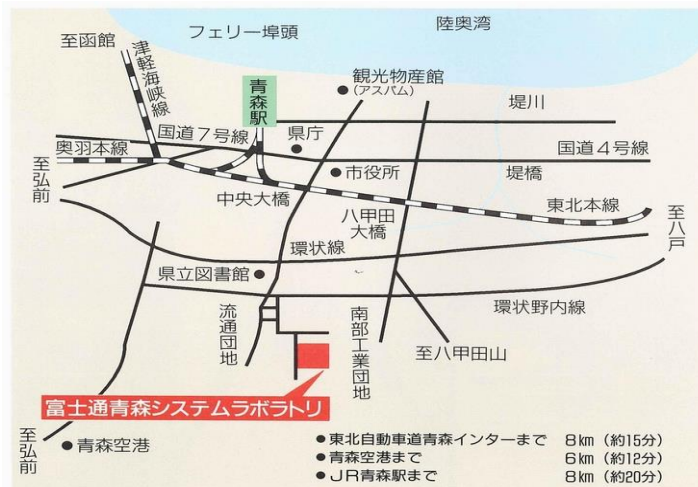 フェリー埠頭
陸奥湾
至函館
津軽海峡線
青森駅
観光物産館
(アスパム)
堤川
国道7号線
県庁
国道4号線
奥羽本線
市役所
堤橋
至弘前
中央大橋
八甲田
大橋
東北本線
至八戸
環状線
県立図書館
環状野内線
流通団地
南部工業団地
至八甲田山
富士通青森システムラボラトリ
至弘前
青森空港
●東北自動車道青森インターまで 8km(約15分)
●青森空港まで 6km(約12分)
●JR青森駅まで 8km(約20分)